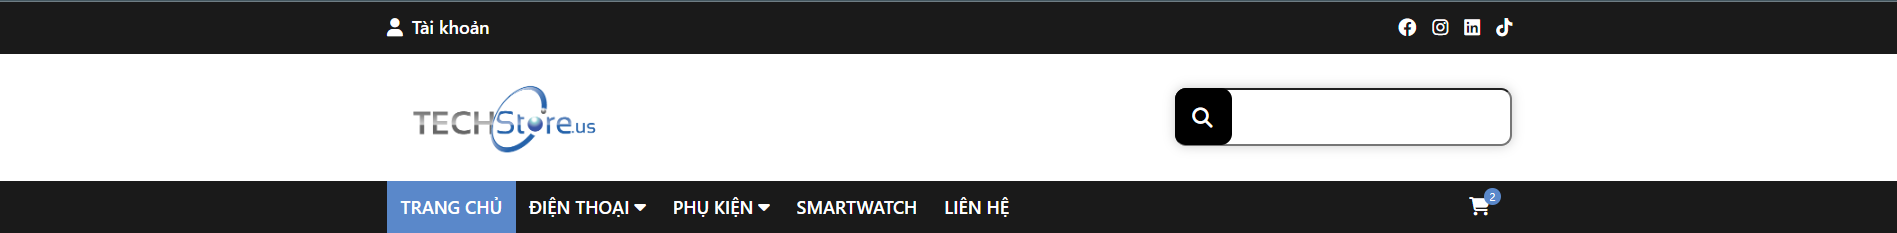 Tài khoản
TECHStore.us
2
TRANG CHỦ ĐIỆN THOẠI PHỤ KIỆN SMARTWATCH LIÊN HỆ